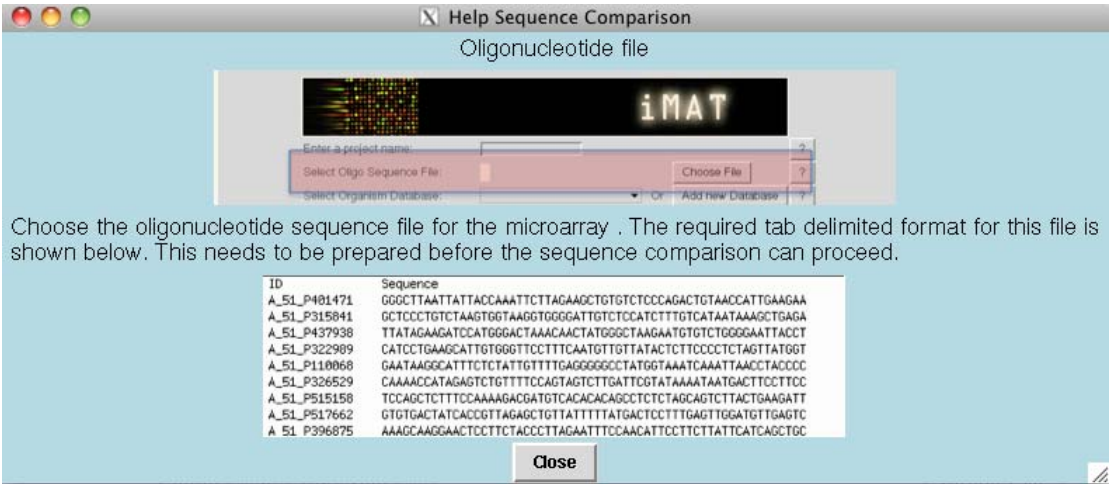 Help Sequence Comparison
Oligonucleotide file
iMAT
Enter a project name: ?
Select Oligo Sequence File: Choose File ?
Select Organism Database: Or Add new Database ?
Choose the oligonucleotide sequence file for the microarray . The required tab delimited format for this file is
shown below. This needs to be prepared before the sequence comparison can proceed.
ID Sequence
A_51_P401471 GGGCTTAATTATTACCAAATTCTTAGAAGCTGTGTCTCCCAGACTGTAACCATTGAAGAA
A_51_P315841 GCTCCCTGTCTAAGTGGTAAGGTGGGGATTGTCTCCATCTTTGTCATAATAAAGCTGAGA
A_51_P437938 TTATAGAAGATCCATGGGACTAAACAACTATGGGCTAAGAATGTGTCTGGGGAATTACCT
A_51_P322989 CATCCTGAAGCATTGTGGGTTCCTTTCAATGTTGTTATACTCTTCCCCTCTAGTTATGGT
A_51_P110068 GAATAAGGCATTTCTCTATTGTTTTGAGGGGGCCTATGGTAAATCAAATTAACCTACCCC
A_51_P326529 CAAAACCATAGAGTCTGTTTTCCAGTAGTCTTGATTCGTATAAAATAATGACTTCCTTCC
A_51_P515158 TCCAGCTCTTTCCAAAAGACGATGTCACACACAGCCTCTCTAGCAGTCTTACTGAAGATT
A_51_P517662 GTGTGACTATCACCGTTAGAGCTGTTATTTTTATGACTCCTTTGAGTTGGATGTTGAGTC
A_51_P396875 AAAGCAAGGAACTCCTTCTACCCTTAGAATTTCCAACATTCCTTCTTATTCATCAGCTGC
Close